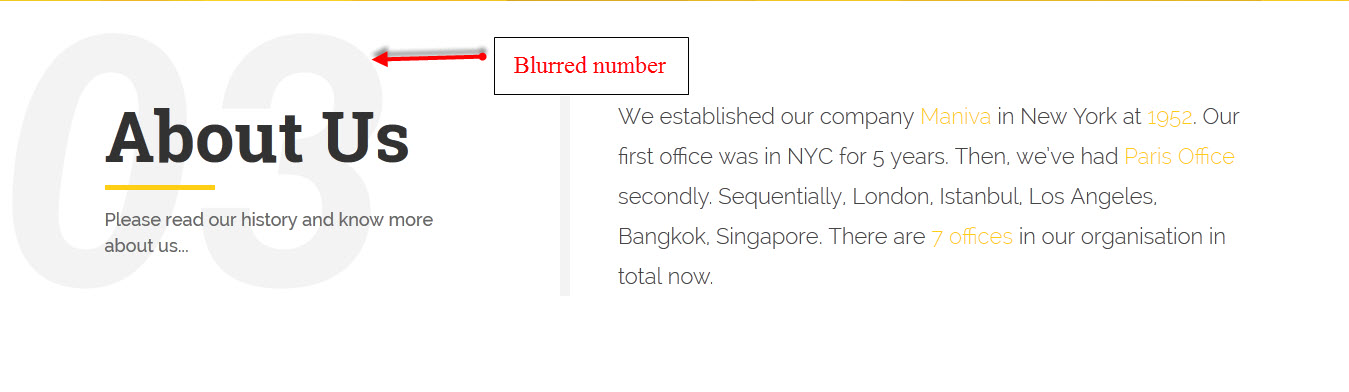 03
Blurred number
About Us
Please read our history and know more
about us...
We established our company Maniva in New York at 1952. Our
first office was in NYC for 5 years. Then, we've had Paris Office
secondly. Sequentially, London, Istanbul, Los Angeles,
Bangkok, Singapore. There are 7 offices in our organisation in
total now.